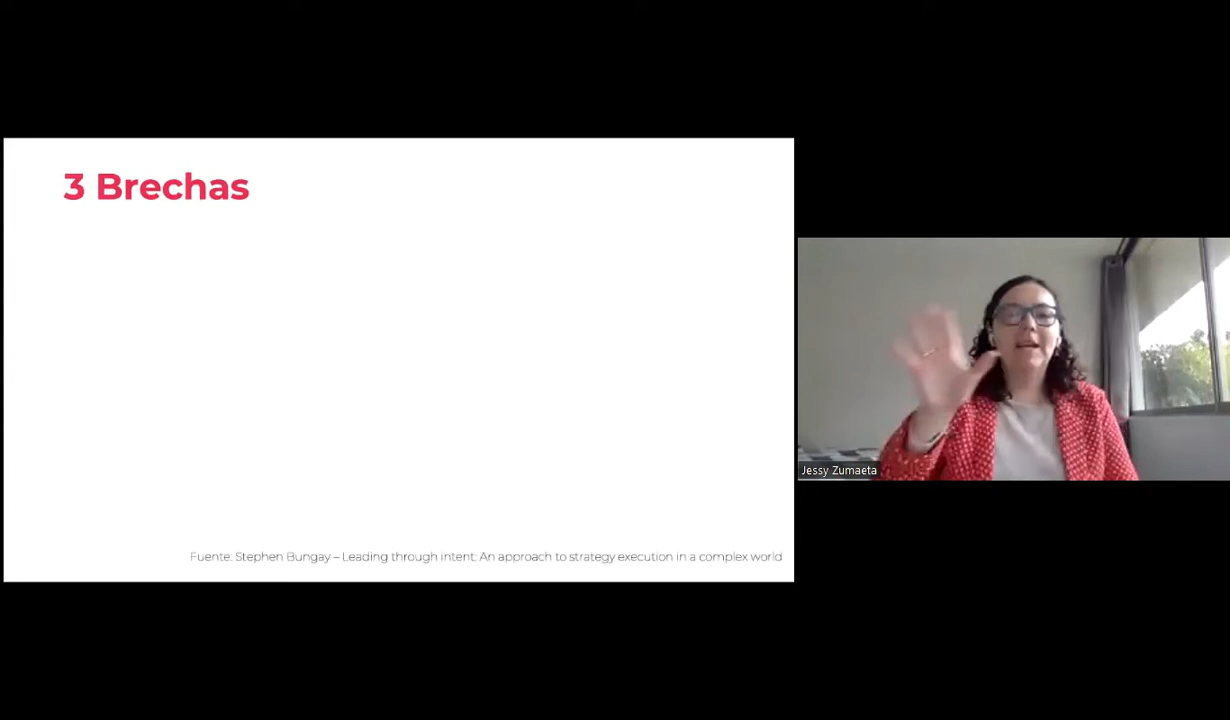 3 Brechas
Fuente: Stephen Bungay – Leading through intent: An approach to strategy execution in a complex world
Jessy Zumaeta